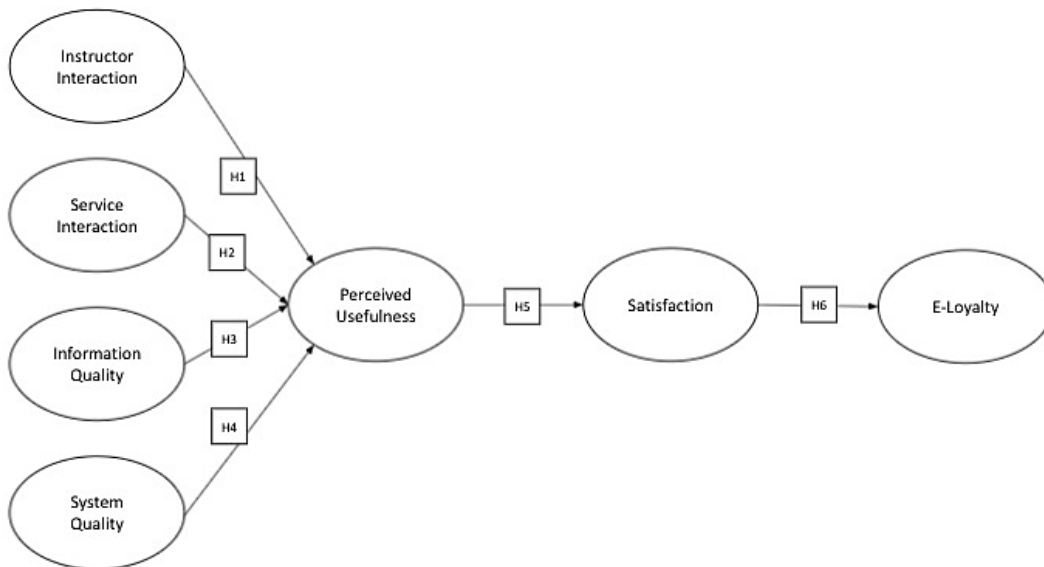 Instructor
Interaction
H1
Service
Interaction
H2
Perceived
Usefulness
H5
Satisfaction
H6
E-Loyalty
H3
Information
Quality
H4
System
Quality